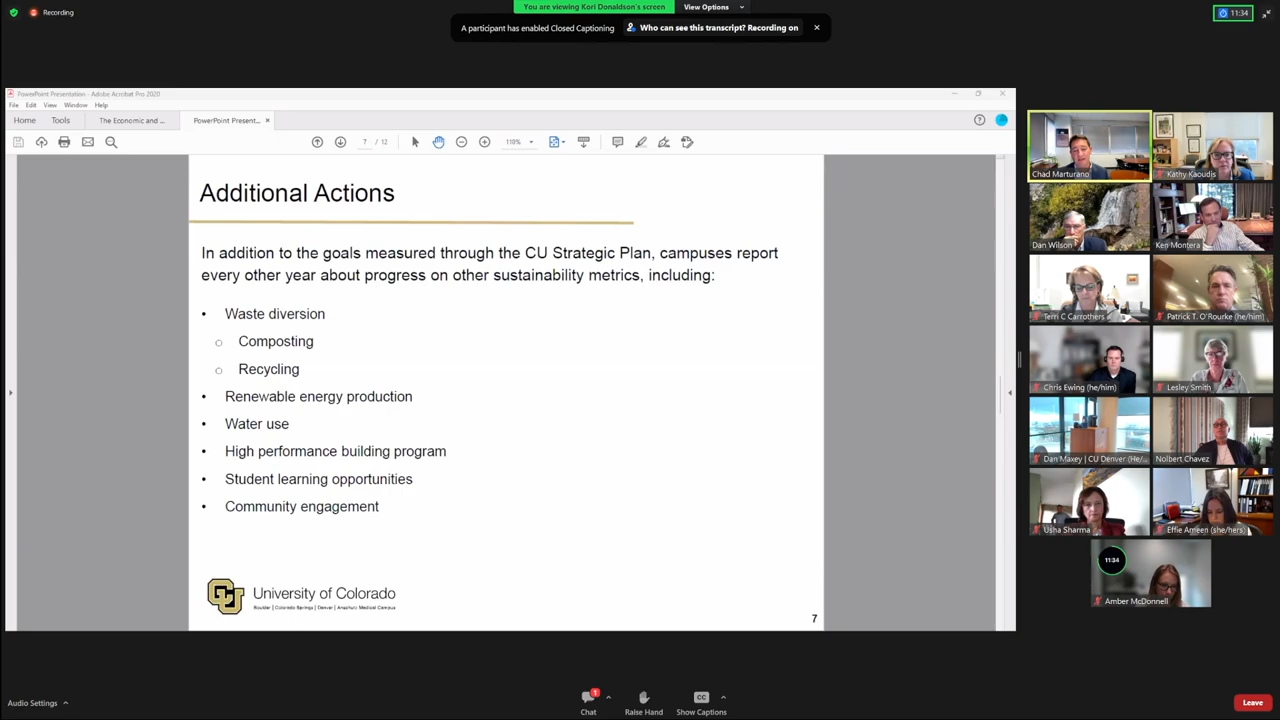 Recording
You are viewing Kori Donaldson's screen
View Options
11:34
A participant has enabled Closed Captioning
Who can see this transcript? Recording on
PowerPoint Presentation - Adobe Acrobat Pro 2020
File Edit View Window Help
Home Tools The Economic and ... PowerPoint Present...
7 / 12 110%
Additional Actions
In addition to the goals measured through the CU Strategic Plan, campuses report
every other year about progress on other sustainability metrics, including:
• Waste diversion
o Composting
o Recycling
• Renewable energy production
• Water use
• High performance building program
• Student learning opportunities
• Community engagement
CU
University of Colorado
Boulder | Colorado Springs | Denver | Anschutz Medical Campus
7
Chad Marturano
Kathy Kaoudis
Dan Wilson
Ken Montera
Terri C Carrothers
Patrick T. O'Rourke (he/him)
Chris Ewing (he/him)
Lesley Smith
Dan Maxey | CU Denver (He/...
Nolbert Chavez
Usha Sharma
Effie Ameen (she/hers)
11:34
Amber McDonnell
Audio Settings
1
Chat
Raise Hand
CC
Show Captions
Leave